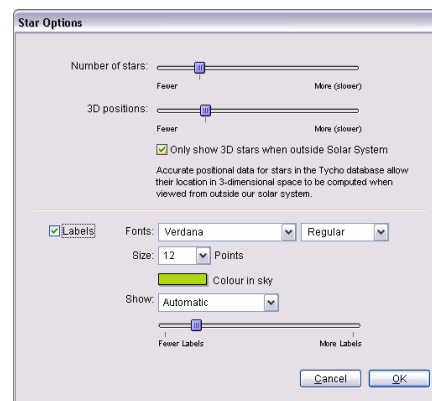 Star Options
Number of stars:
Fewer More (slower)
3D positions:
Fewer More (slower)
Only show 3D stars when outside Solar System
Accurate positional data for stars in the Tycho database allow
their location in 3-dimensional space to be computed when
viewed from outside our solar system.
Labels Fonts: Verdana Regular
Size: 12 Points
Colour in sky
Show: Automatic
Fewer Labels More Labels
Cancel OK